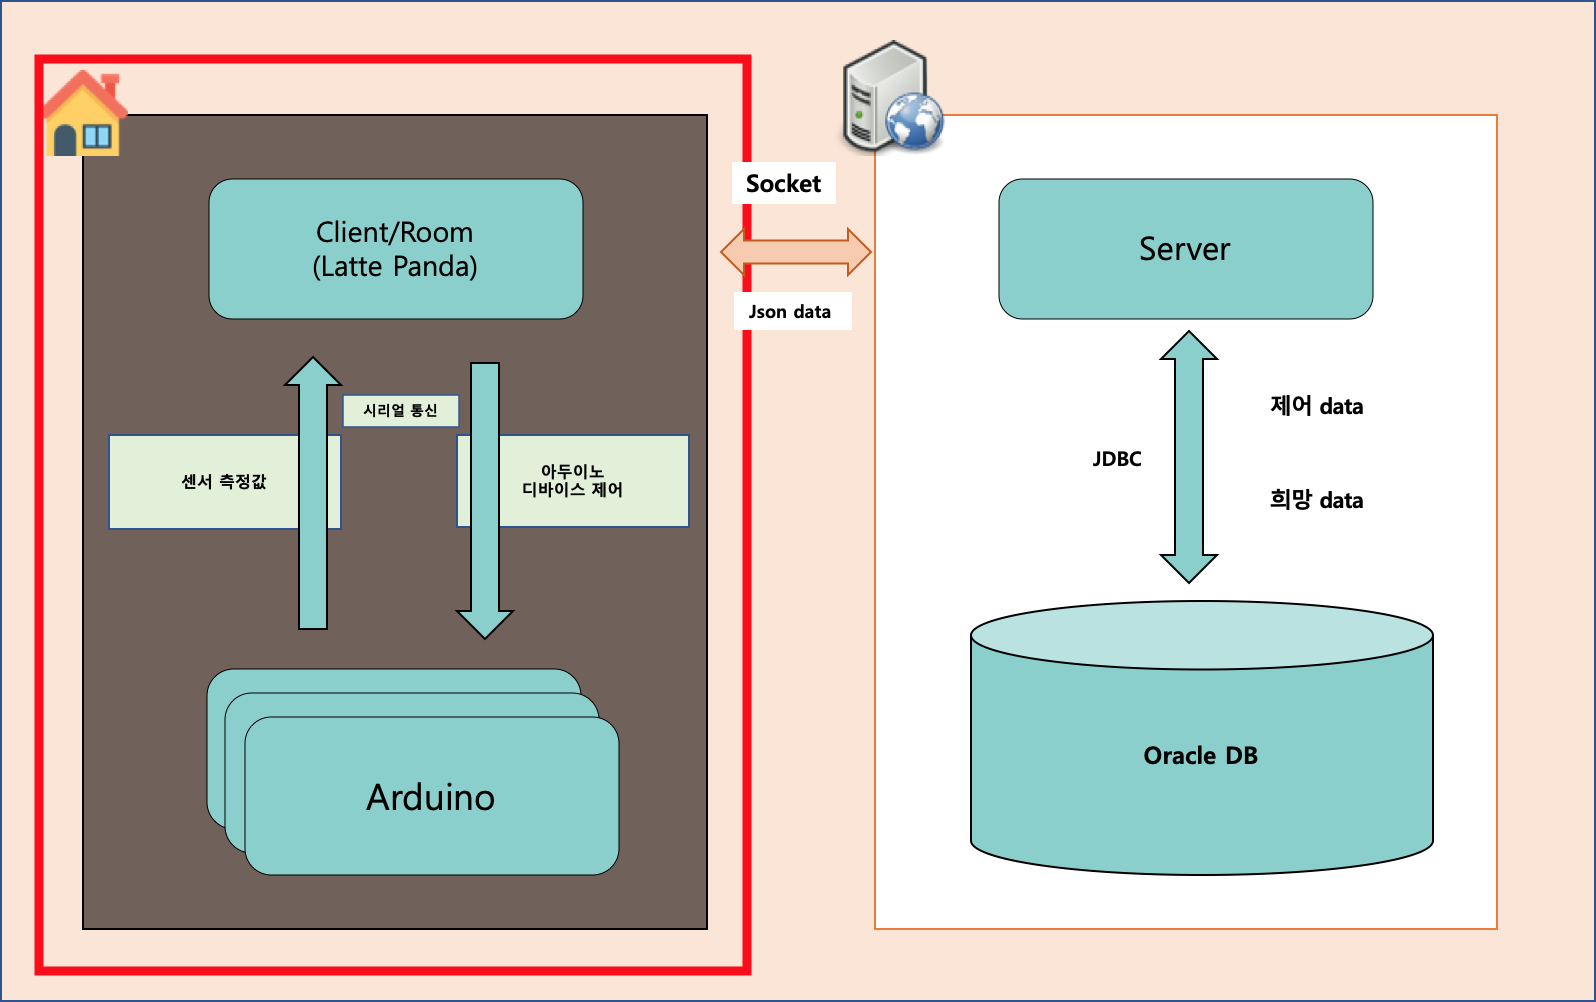 Socket
Client/Room
(Latte Panda)
Server
Json data
시리얼 통신
제어 data
JDBC
센서 측정값
아두이노
디바이스 제어
희망 data
Oracle DB
Arduino